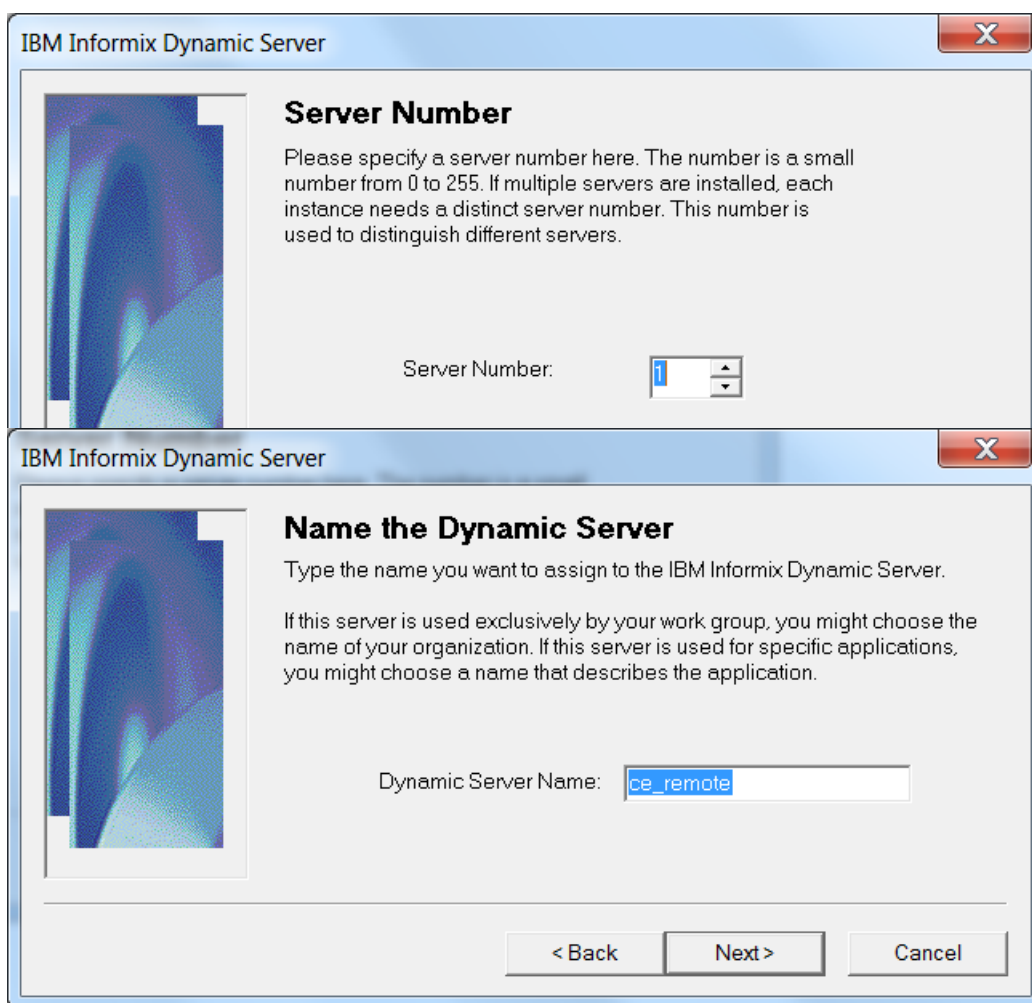 IBM Informix Dynamic Server
X
Server Number
Please specify a server number here. The number is a small
number from 0 to 255. If multiple servers are installed, each
instance needs a distinct server number. This number is
used to distinguish different servers.
Server Number: 1
IBM Informix Dynamic Server
X
Name the Dynamic Server
Type the name you want to assign to the IBM Informix Dynamic Server.
If this server is used exclusively by your work group, you might choose the
name of your organization. If this server is used for specific applications,
you might choose a name that describes the application.
Dynamic Server Name: ce_remote
< Back Next > Cancel